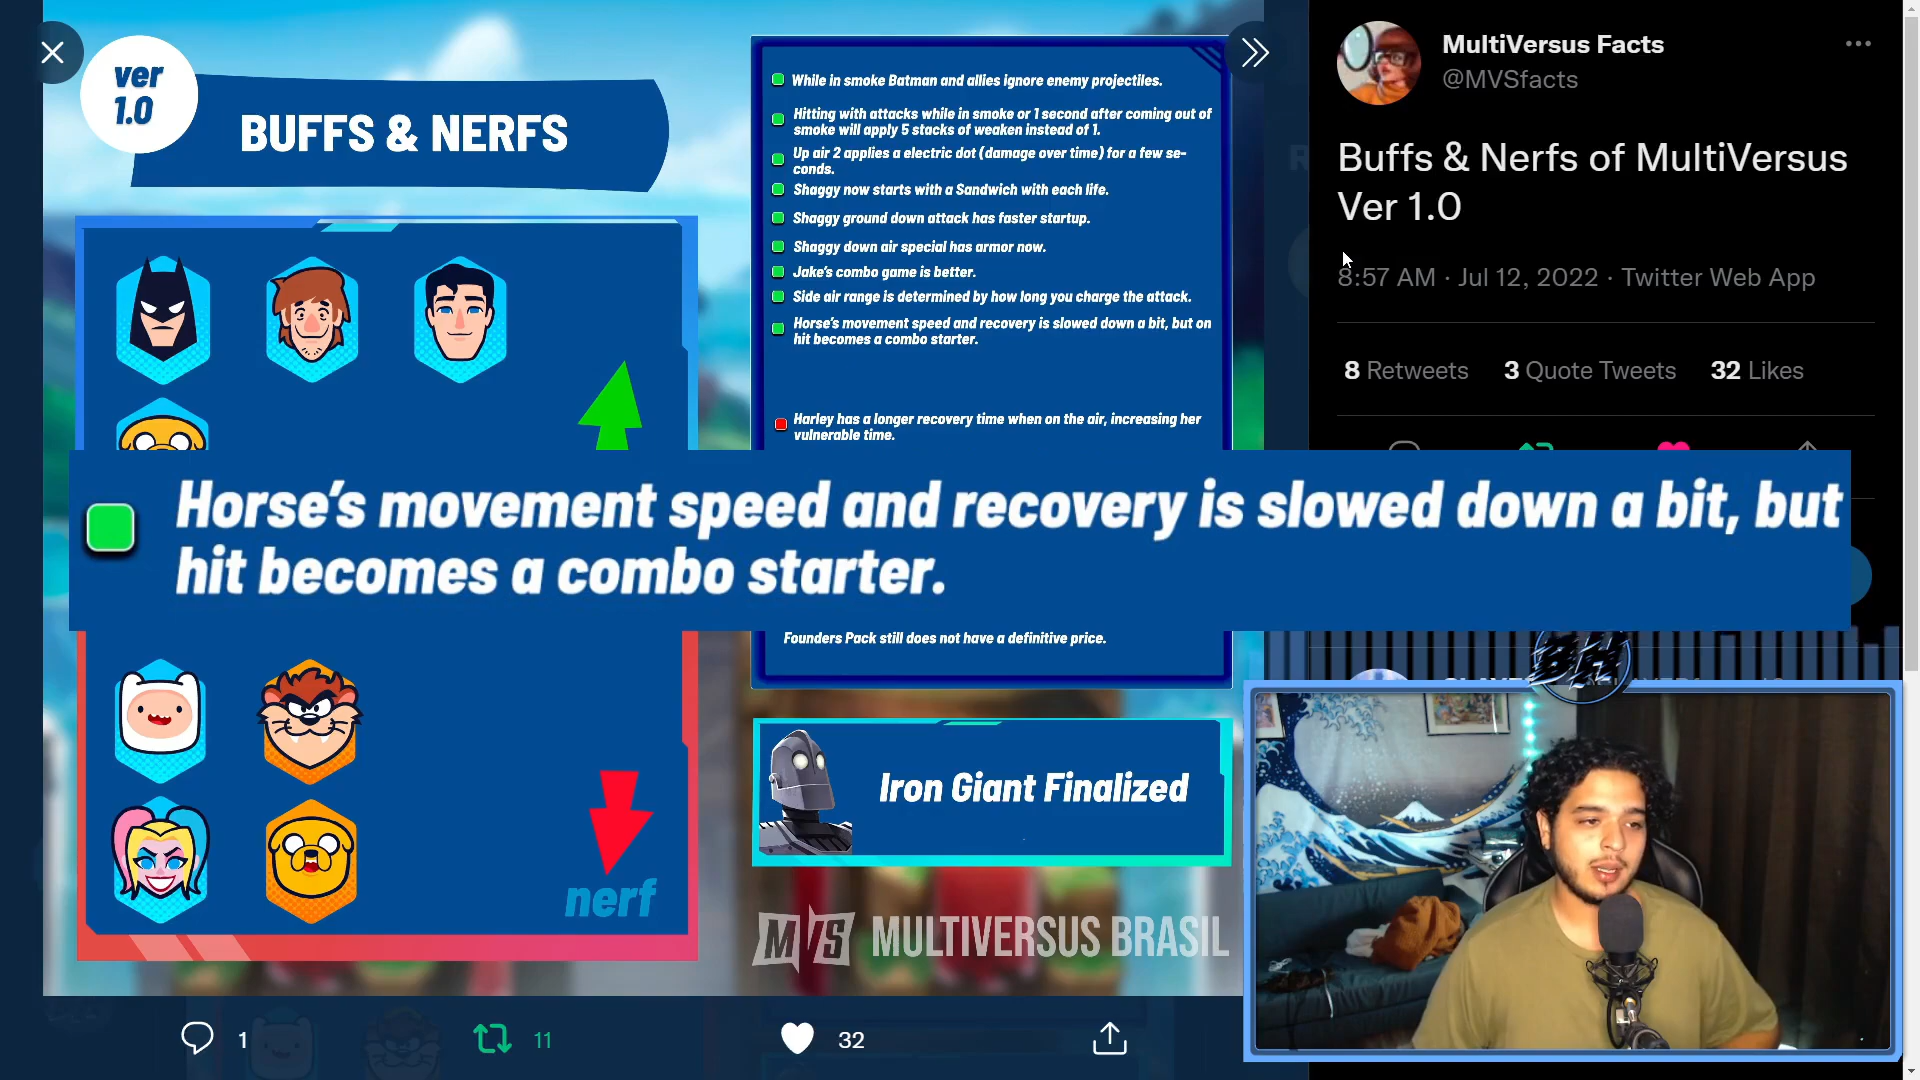 ver
1.0
BUFFS & NERFS
While in smoke Batman and allies ignore enemy projectiles.
Hitting with attacks while in smoke or 1 second after coming out of
smoke will apply 5 stacks of weaken instead of 1.
Up air 2 applies a electric dot (damage over time) for a few se-
conds.
Shaggy now starts with a Sandwich with each life.
Shaggy ground down attack has faster startup.
Shaggy down air special has armor now.
Jake's combo game is better.
Side air range is determined by how long you charge the attack.
Horse's movement speed and recovery is slowed down a bit, but on
hit becomes a combo starter.
Harley has a longer recovery time when on the air, increasing her
vulnerable time.
Horse's movement speed and recovery is slowed down a bit, but
hit becomes a combo starter.
Founders Pack still does not have a definitive price.
nerf
Iron Giant Finalized
MVS MULTIVERSUS BRASIL
1
11
32
MultiVersus Facts
@MVSfacts
Buffs & Nerfs of MultiVersus
Ver 1.0
8:57 AM · Jul 12, 2022 · Twitter Web App
8 Retweets 3 Quote Tweets 32 Likes